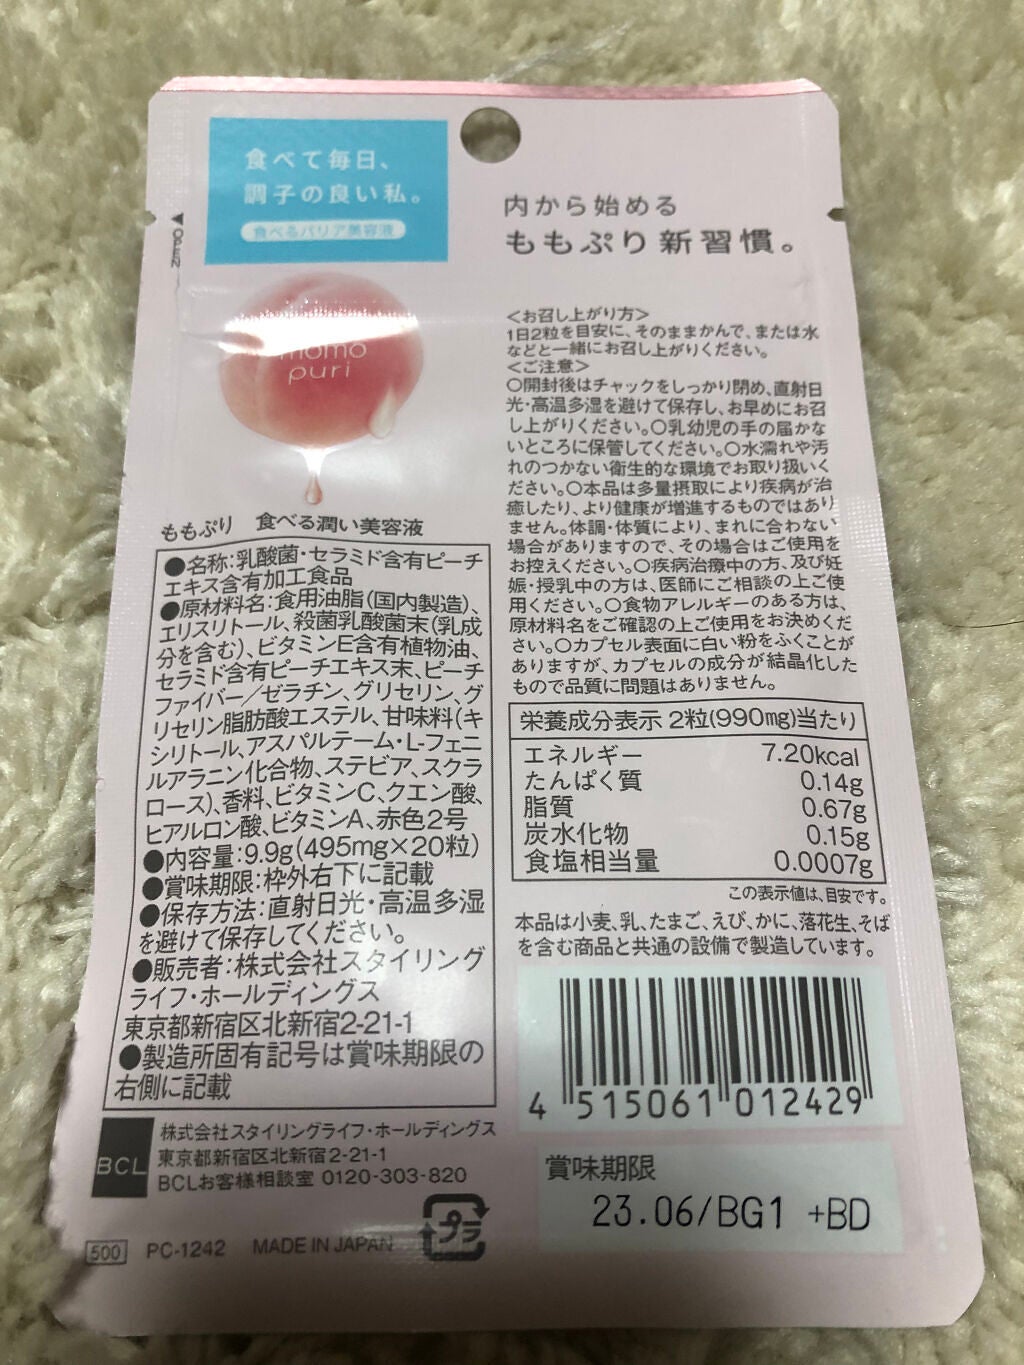 食べて毎日、
調子の良い私。
食べるバリア美容液
◀OPEN
momo
puri
ももぷり　食べる潤い美容液
内から始める
ももぷり新習慣。
＜お召し上がり方＞
1日2粒を目安に、そのままかんで、または水
などと一緒にお召し上がりください。
＜ご注意＞
○開封後はチャックをしっかり閉め、直射日
光・高温多湿を避けて保存し、お早めにお召
し上がりください。○乳幼児の手の届かな
いところに保管してください。○水濡れや汚
れのつかない衛生的な環境でお取り扱いく
ださい。○本品は多量摂取により疾病が治
癒したり、より健康が増進するものではあり
ません。体調・体質により、まれに合わない
場合がありますので、その場合はご使用を
お控えください。○疾病治療中の方、及び妊
娠・授乳中の方は、医師にご相談の上ご使
用ください。○食物アレルギーのある方は、
原材料名をご確認の上ご使用をお決めくだ
さい。○カプセル表面に白い粉をふくことが
ありますが、カプセルの成分が結晶化した
もので品質に問題はありません。
●名称：乳酸菌・セラミド含有ピーチ
エキス含有加工食品
●原材料名：食用油脂（国内製造）、
エリスリトール、殺菌乳酸菌末（乳成
分を含む）、ビタミンE含有植物油、
セラミド含有ピーチエキス末、ピーチ
ファイバー／ゼラチン、グリセリン、グ
リセリン脂肪酸エステル、甘味料（キ
シリトール、アスパルテーム・L-フェニ
ルアラニン化合物、ステビア、スクラ
ロース）、香料、ビタミンC、クエン酸、
ヒアルロン酸、ビタミンA、赤色2号
●内容量：9.9g（495mg×20粒）
●賞味期限：枠外右下に記載
●保存方法：直射日光・高温多湿
を避けて保存してください。
●販売者：株式会社スタイリング
ライフ・ホールディングス
東京都新宿区北新宿2-21-1
●製造所固有記号は賞味期限の
右側に記載
栄養成分表示 2粒(990mg)当たり
エネルギー 7.20kcal
たんぱく質 0.14g
脂質 0.67g
炭水化物 0.15g
食塩相当量 0.0007g
この表示値は、目安です。
本品は小麦、乳、たまご、えび、かに、落花生、そば
を含む商品と共通の設備で製造しています。
4 515061 012429
賞味期限
23.06/BG1 +BD
BCL
株式会社スタイリングライフ・ホールディングス
東京都新宿区北新宿2-21-1
BCLお客様相談室 0120-303-820
プラ
500 PC-1242 MADE IN JAPAN